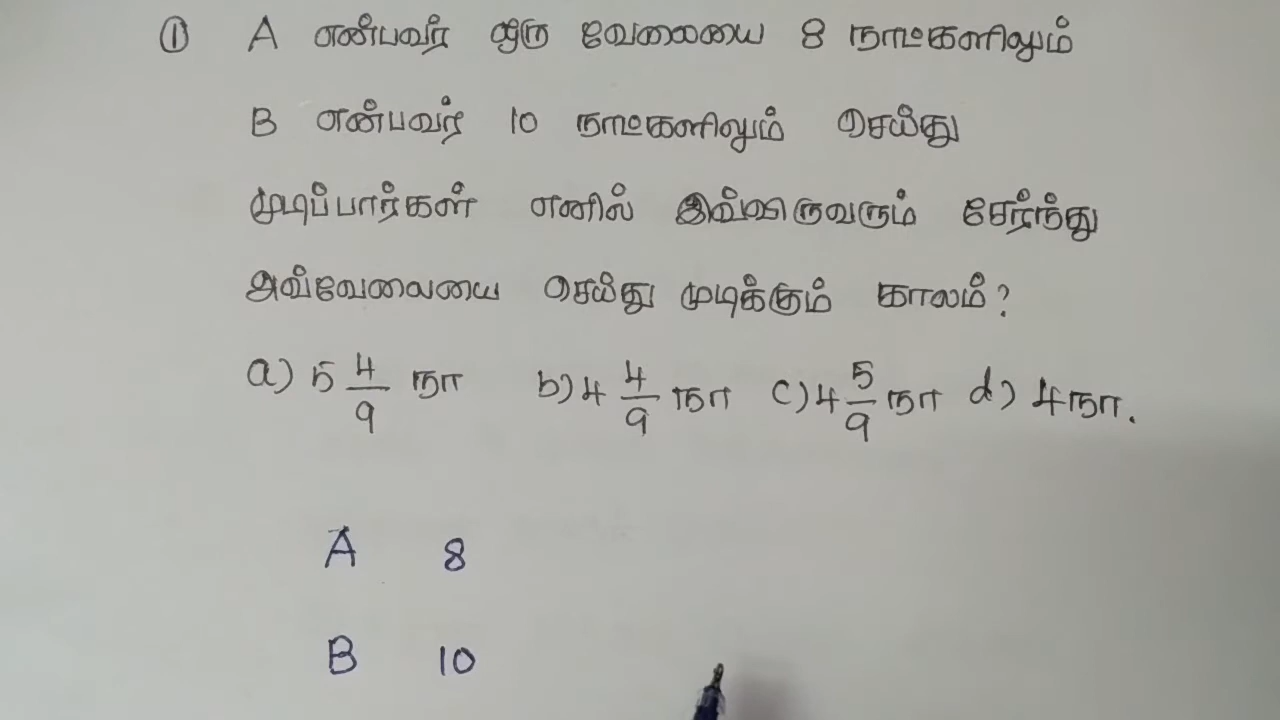 ① A என்பவர் ஒரு வேலையை 8 நாட்களிலும்
B என்பவர் 10 நாட்களிலும் செய்து
முடிப்பார்கள் எனில் இவ்விருவரும் சேர்ந்து
அவ்வேலையை செய்து முடிக்கும் காலம்?
a) 5 4/9 நா b) 4 4/9 நா c) 4 5/9 நா d) 4நா.
A 8
B 10